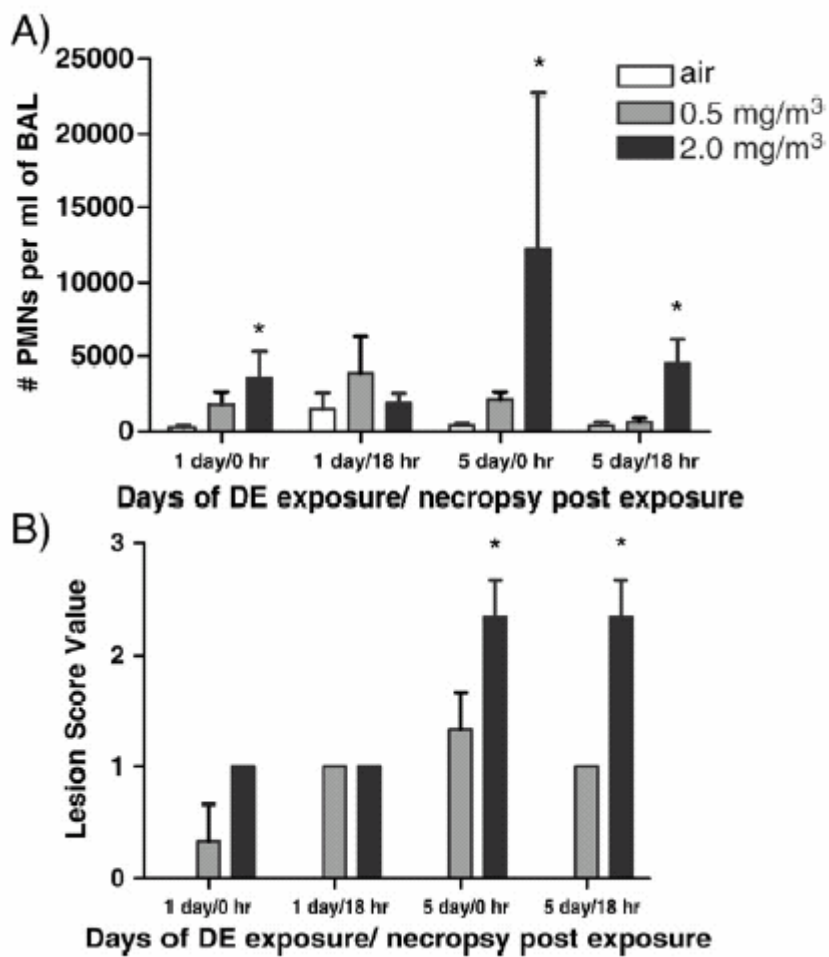 A)
# PMNs per ml of BAL
25000
20000
15000
10000
5000
0
*
*
*
air
0.5 mg/m³
2.0 mg/m³
1 day/0 hr 1 day/18 hr 5 day/0 hr 5 day/18 hr
Days of DE exposure/ necropsy post exposure
B)
Lesion Score Value
3
2
1
0
*
*
1 day/0 hr 1 day/18 hr 5 day/0 hr 5 day/18 hr
Days of DE exposure/ necropsy post exposure